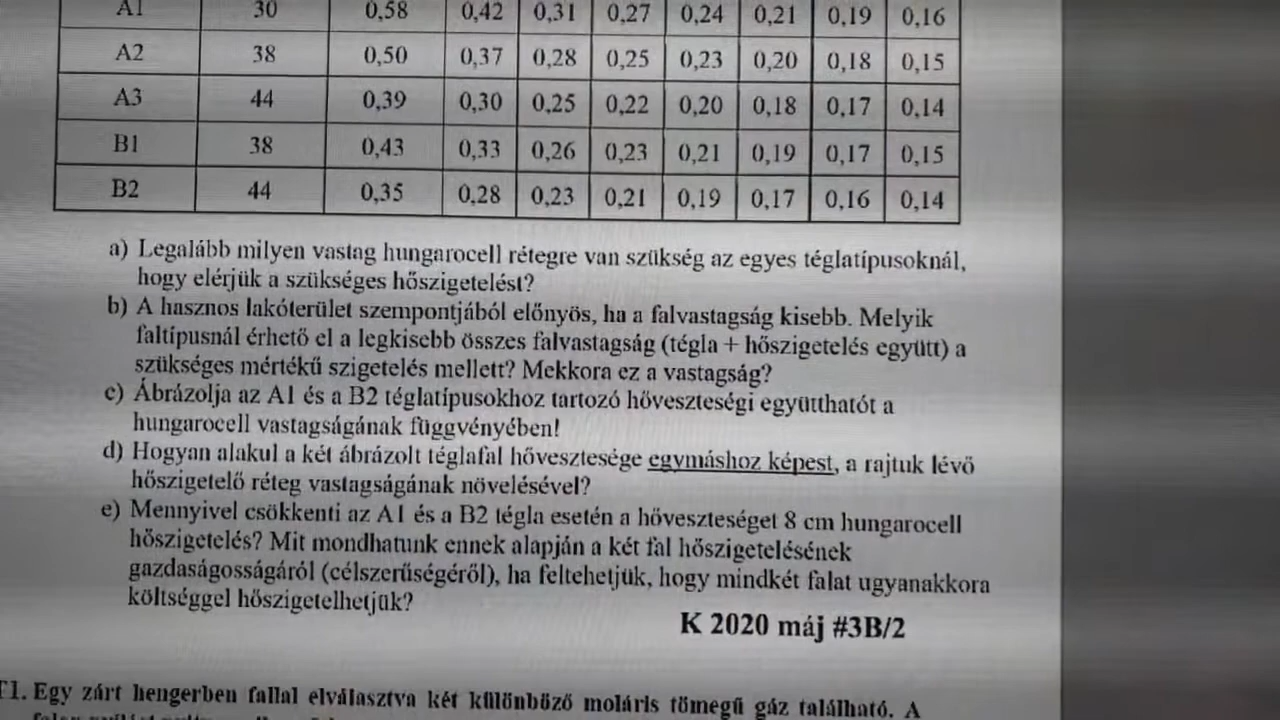 A1 30 0,58 0,42 0,31 0,27 0,24 0,21 0,19 0,16
A2 38 0,50 0,37 0,28 0,25 0,23 0,20 0,18 0,15
A3 44 0,39 0,30 0,25 0,22 0,20 0,18 0,17 0,14
B1 38 0,43 0,33 0,26 0,23 0,21 0,19 0,17 0,15
B2 44 0,35 0,28 0,23 0,21 0,19 0,17 0,16 0,14
a) Legalább milyen vastag hungarocell rétegre van szükség az egyes téglatípusoknál,
hogy elérjük a szükséges hőszigetelést?
b) A hasznos lakóterület szempontjából előnyös, ha a falvastagság kisebb. Melyik
faltípusnál érhető el a legkisebb összes falvastagság (tégla + hőszigetelés együtt) a
szükséges mértékű szigetelés mellett? Mekkora ez a vastagság?
c) Ábrázolja az A1 és a B2 téglatípusokhoz tartozó hőveszteségi együtthatót a
hungarocell vastagságának függvényében!
d) Hogyan alakul a két ábrázolt téglafal hővesztesége egymáshoz képest, a rajtuk lévő
hőszigetelő réteg vastagságának növelésével?
e) Mennyivel csökkenti az A1 és a B2 tégla esetén a hőveszteséget 8 cm hungarocell
hőszigetelés? Mit mondhatunk ennek alapján a két fal hőszigetelésének
gazdaságosságáról (célszerűségéről), ha feltehetjük, hogy mindkét falat ugyanakkora
költséggel hőszigetelhetjük?
K 2020 máj #3B/2
T1. Egy zárt hengerben fallal elválasztva két különböző moláris tömegű gáz található. A